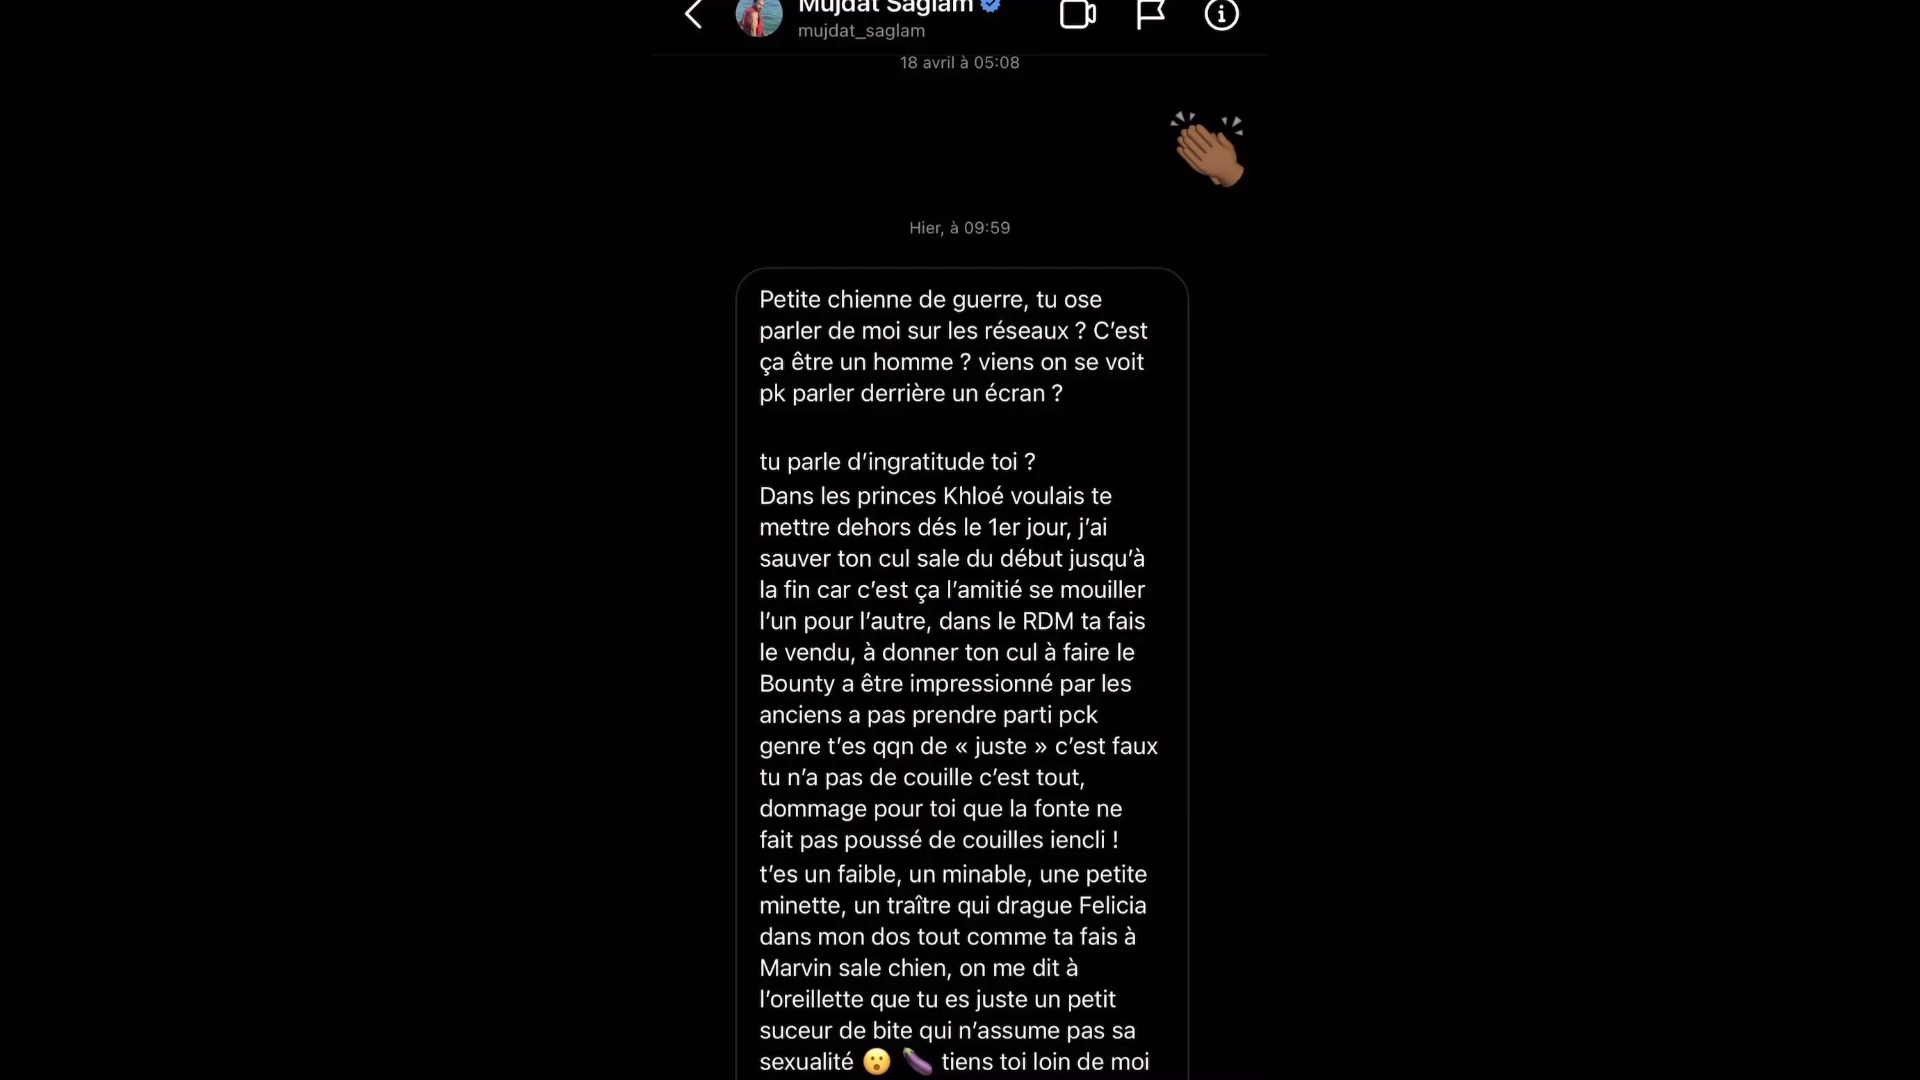 Mujdat Saglam
mujdat_saglam
18 avril à 05:08
Hier, à 09:59
Petite chienne de guerre, tu ose
parler de moi sur les réseaux ? C’est
ça être un homme ? viens on se voit
pk parler derrière un écran ?
tu parle d’ingratitude toi ?
Dans les princes Khloé voulais te
mettre dehors dés le 1er jour, j’ai
sauver ton cul sale du début jusqu’à
la fin car c’est ça l’amitié se mouiller
l’un pour l’autre, dans le RDM ta fais
le vendu, à donner ton cul à faire le
Bounty a être impressionné par les
anciens a pas prendre parti pck
genre t’es qqn de « juste » c’est faux
tu n’a pas de couille c’est tout,
dommage pour toi que la fonte ne
fait pas poussé de couilles iencli !
t’es un faible, un minable, une petite
minette, un traître qui drague Felicia
dans mon dos tout comme ta fais à
Marvin sale chien, on me dit à
l’oreillette que tu es juste un petit
suceur de bite qui n’assume pas sa
sexualité 😮 🍆 tiens toi loin de moi